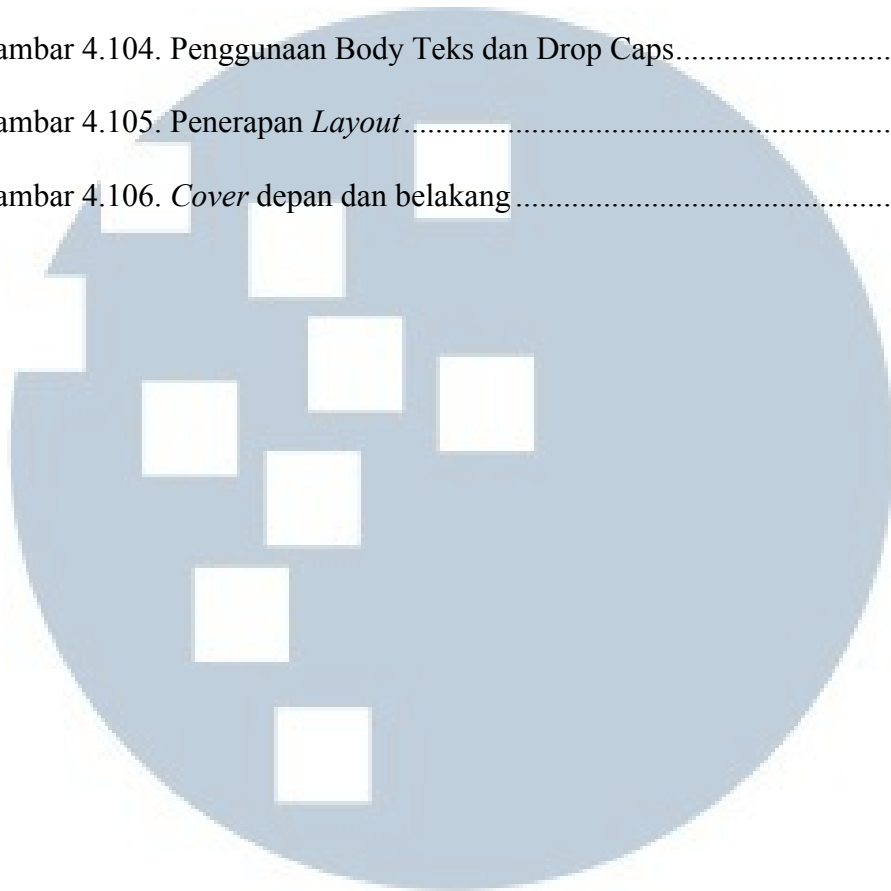 ambar 4.104. Penggunaan Body Teks dan Drop Caps............................
ambar 4.105. Penerapan Layout..............................................................
ambar 4.106. Cover depan dan belakang................................................